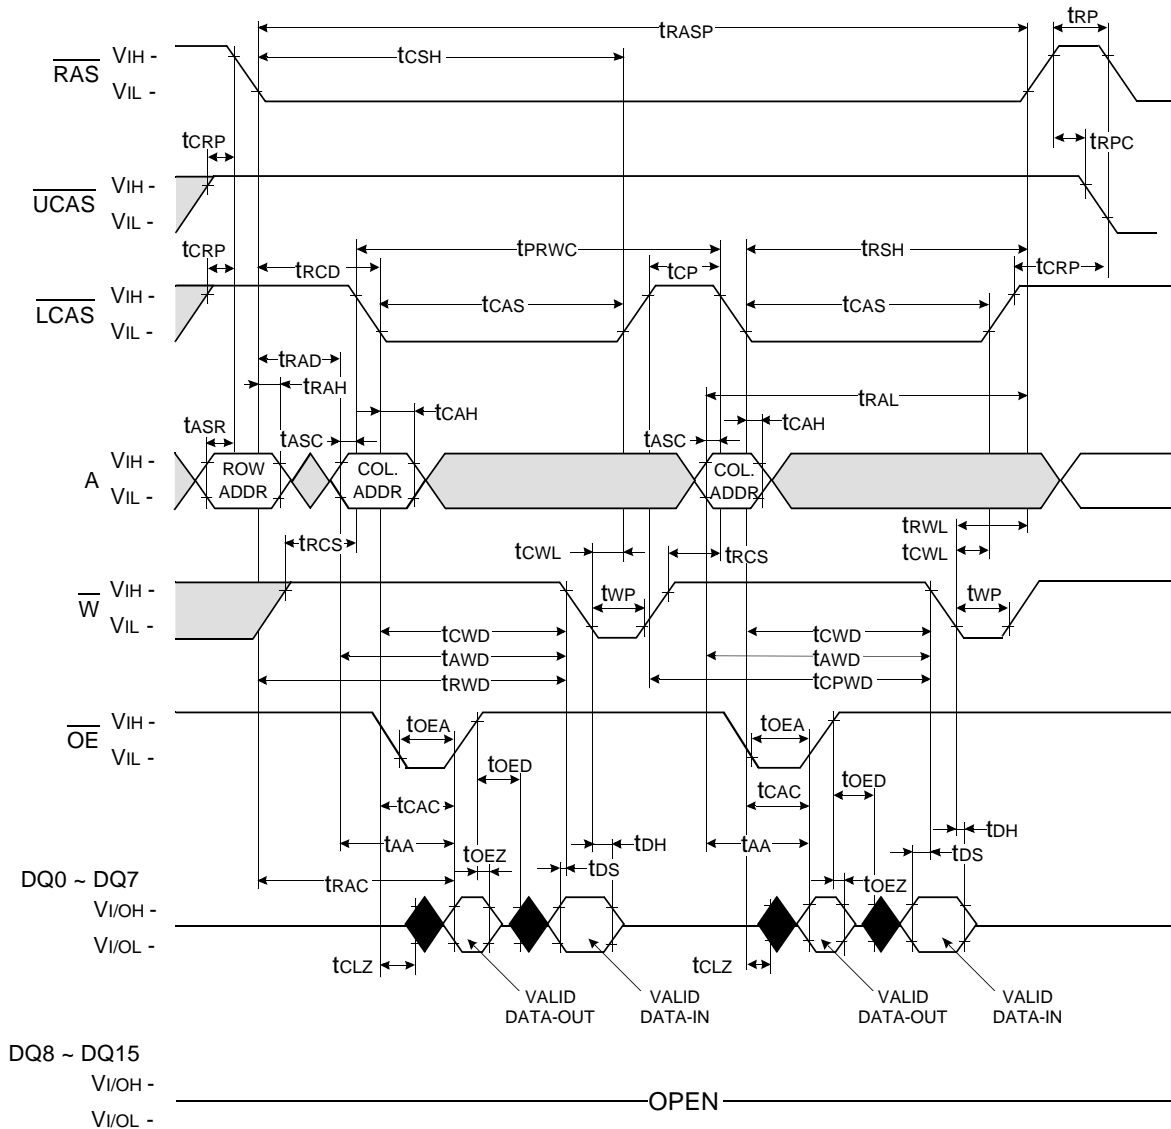 tRASP
tRP
tCSH
RAS
VIH -
VIL -
tCRP
tRPC
UCAS
VIH -
VIL -
tCRP
tRCD
tPRWC
tCP
tRSH
tCRP
LCAS
VIH -
VIL -
tCAS
tCAS
tRAD
tRAH
tCAH
tRAL
tASR
tASC
tASC
tCAH
A
VIH -
VIL -
ROW
ADDR
COL.
ADDR
COL.
ADDR
tRWL
tRCS
tCWL
tRCS
tCWL
W
VIH -
VIL -
tWP
tWP
tCWD
tCWD
tAWD
tAWD
tRWD
tCPWD
OE
VIH -
VIL -
tOEA
tOEA
tOED
tOED
tCAC
tCAC
tAA
tOEZ
tDH
tDS
tAA
tOEZ
tDH
tDS
tRAC
DQ0 ~ DQ7
VI/OH -
VI/OL -
tCLZ
tCLZ
VALID
DATA-OUT
VALID
DATA-IN
VALID
DATA-OUT
VALID
DATA-IN
DQ8 ~ DQ15
VI/OH -
VI/OL -
OPEN